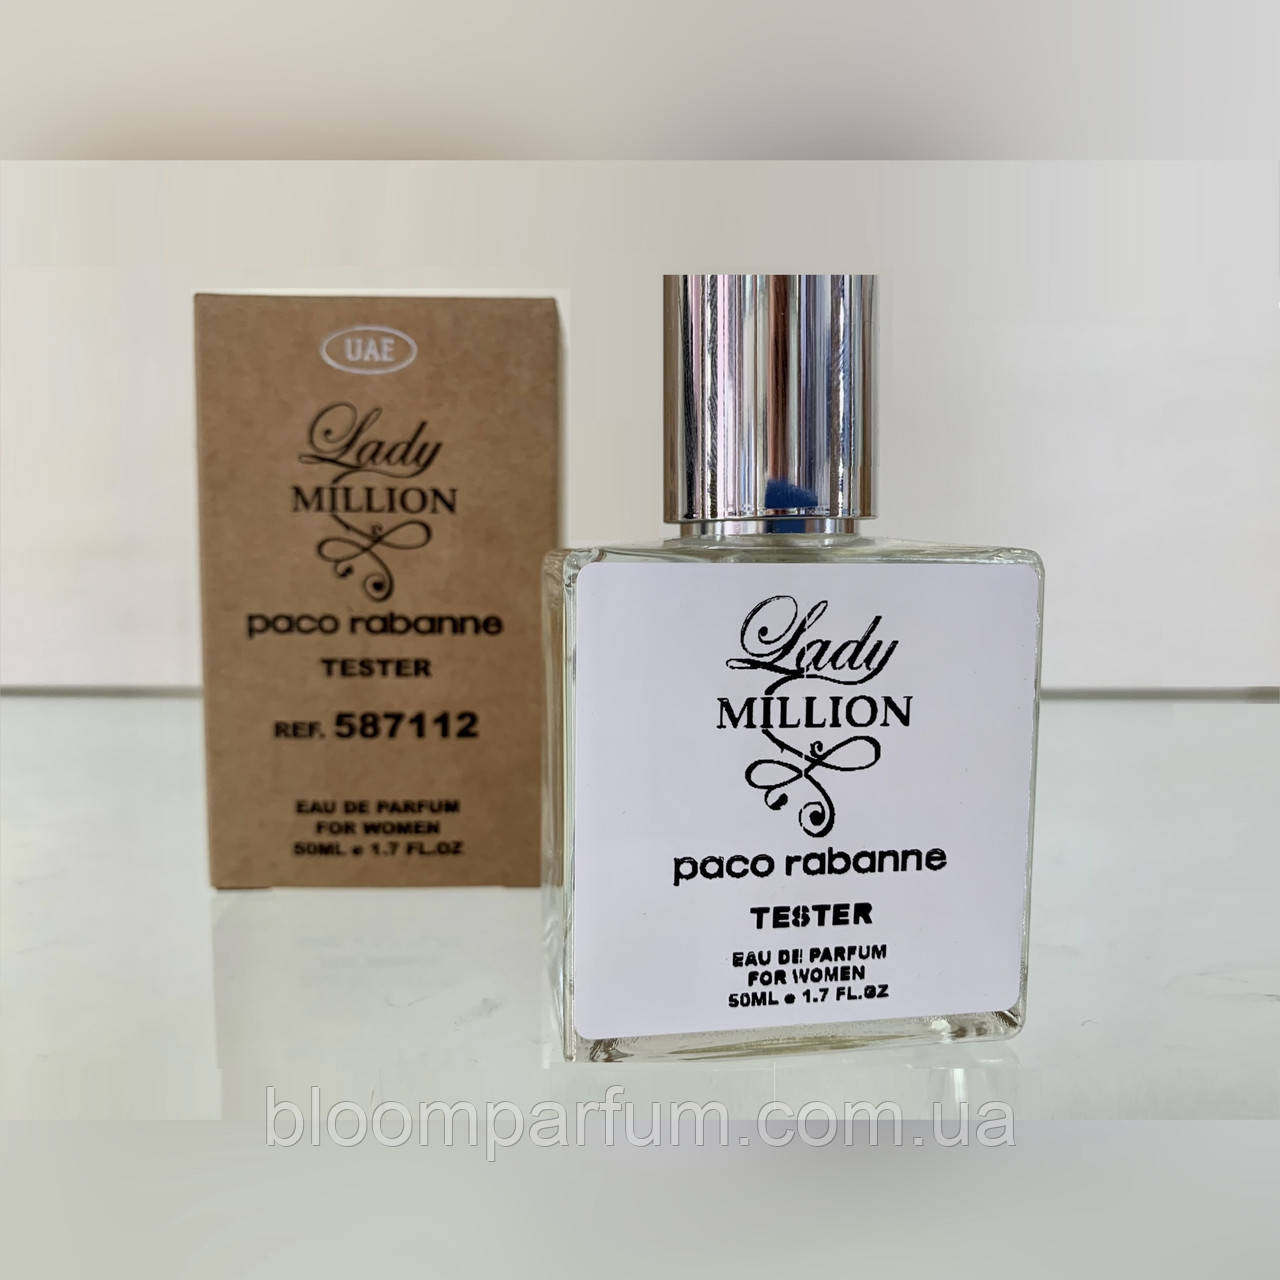 UAE
Lady
MILLION
paco rabanne
TESTER
REF. 587112
EAU DE PARFUM
FOR WOMEN
50ML e 1.7 FL.OZ
Lady
MILLION
paco rabanne
TESTER
EAU DE PARFUM
FOR WOMEN
50ML e 1.7 FL.OZ
bloomparfum.com.ua